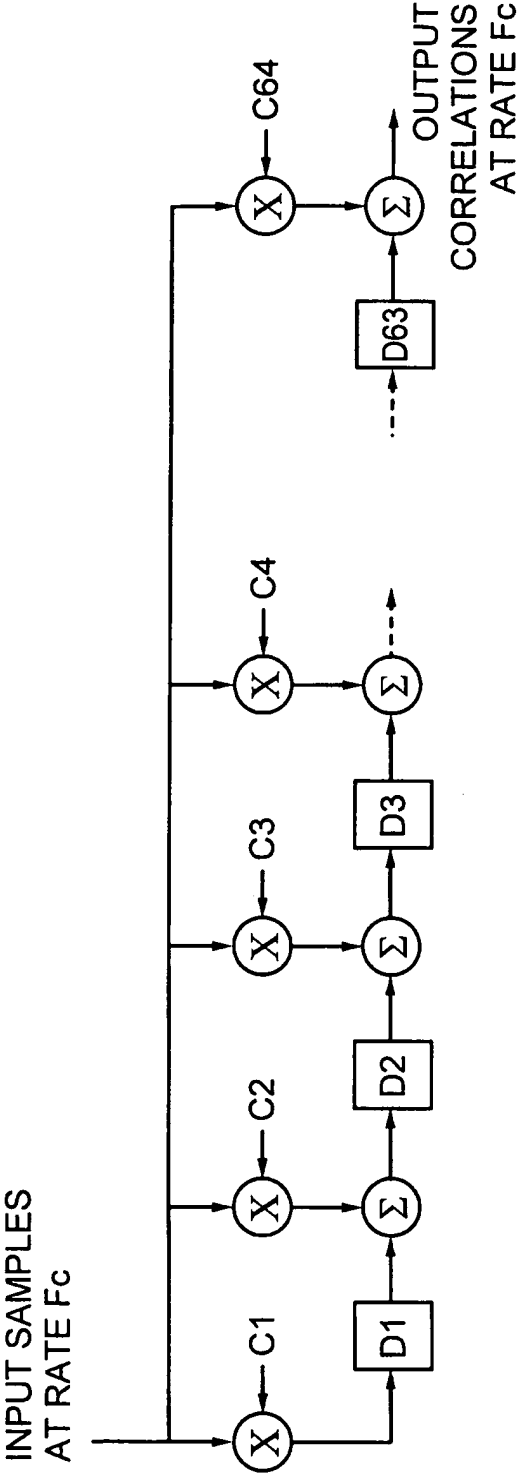 INPUT SAMPLES
AT RATE Fc
C1
C2
C3
C4
C64
X
X
X
X
X
D1
Σ
D2
Σ
D3
Σ
D63
Σ
OUTPUT
CORRELATIONS
AT RATE Fc